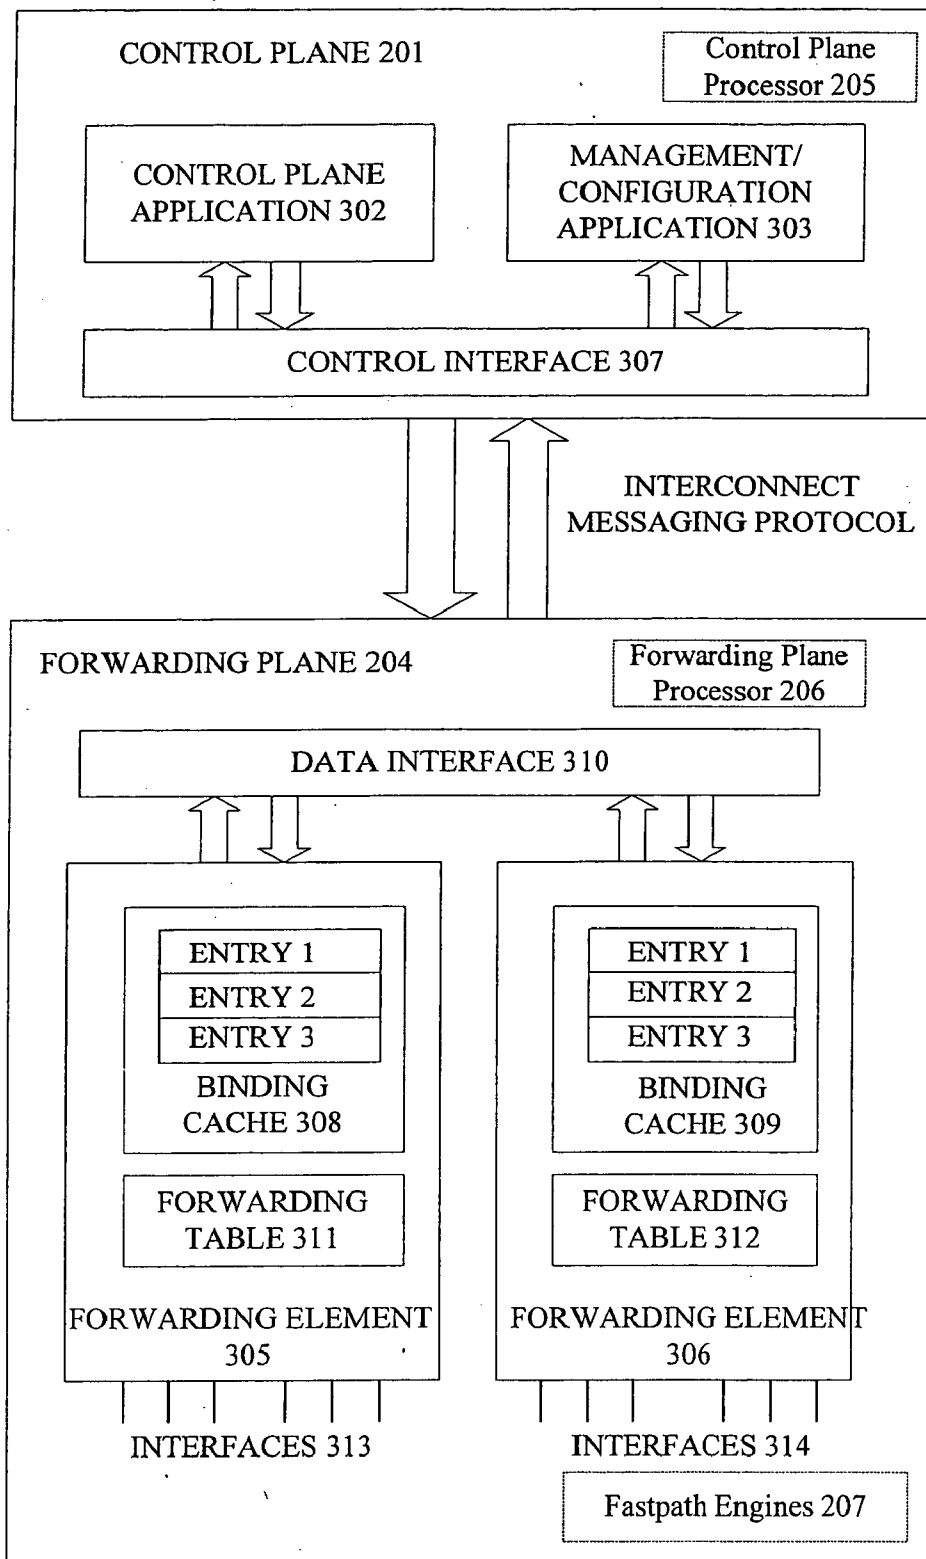 CONTROL PLANE 201
Control Plane
Processor 205
CONTROL PLANE
APPLICATION 302
MANAGEMENT/
CONFIGURATION
APPLICATION 303
CONTROL INTERFACE 307
INTERCONNECT
MESSAGING PROTOCOL
FORWARDING PLANE 204
Forwarding Plane
Processor 206
DATA INTERFACE 310
ENTRY 1
ENTRY 2
ENTRY 3
BINDING
CACHE 308
FORWARDING
TABLE 311
FORWARDING ELEMENT
305
INTERFACES 313
ENTRY 1
ENTRY 2
ENTRY 3
BINDING
CACHE 309
FORWARDING
TABLE 312
FORWARDING ELEMENT
306
INTERFACES 314
Fastpath Engines 207